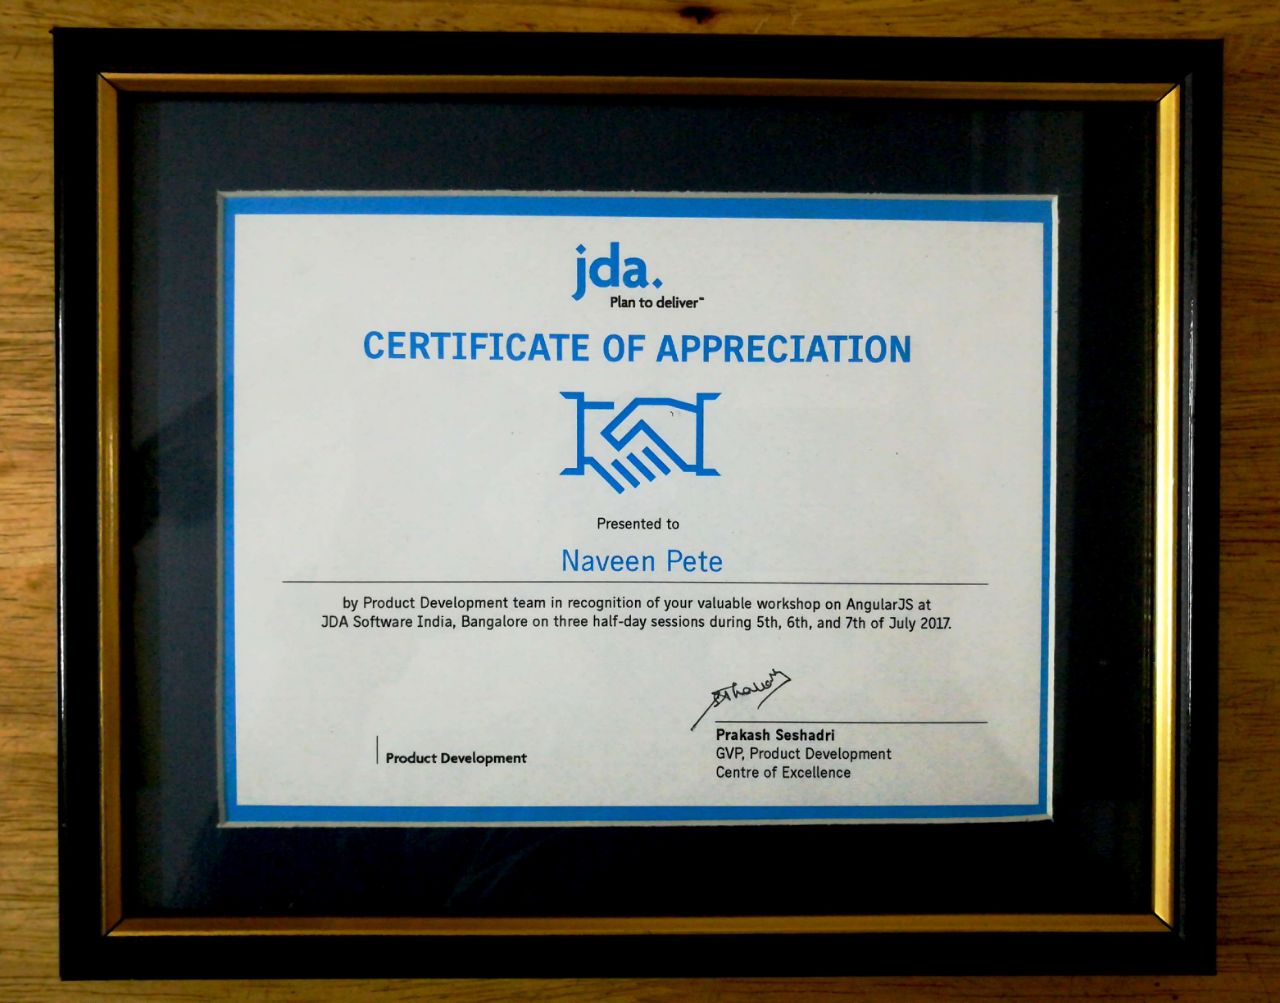 jda.
Plan to deliver™
CERTIFICATE OF APPRECIATION
Presented to
Naveen Pete
by Product Development team in recognition of your valuable workshop on AngularJS at
JDA Software India, Bangalore on three half-day sessions during 5th, 6th, and 7th of July 2017.
Prakash Seshadri
GVP, Product Development
Centre of Excellence
Product Development